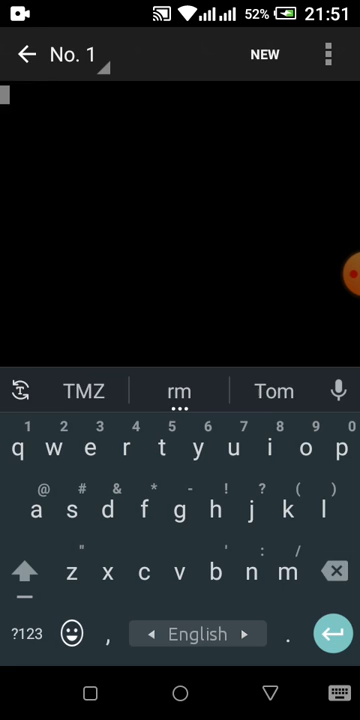 52% 21:51
No. 1 NEW
TMZ rm Tom
1 2 3 4 5 6 7 8 9 0
q w e r t y u i o p
@ # & * - ! ? ( )
a s d f g h j k l
" ' : /
z x c v b n m
?123 , English .